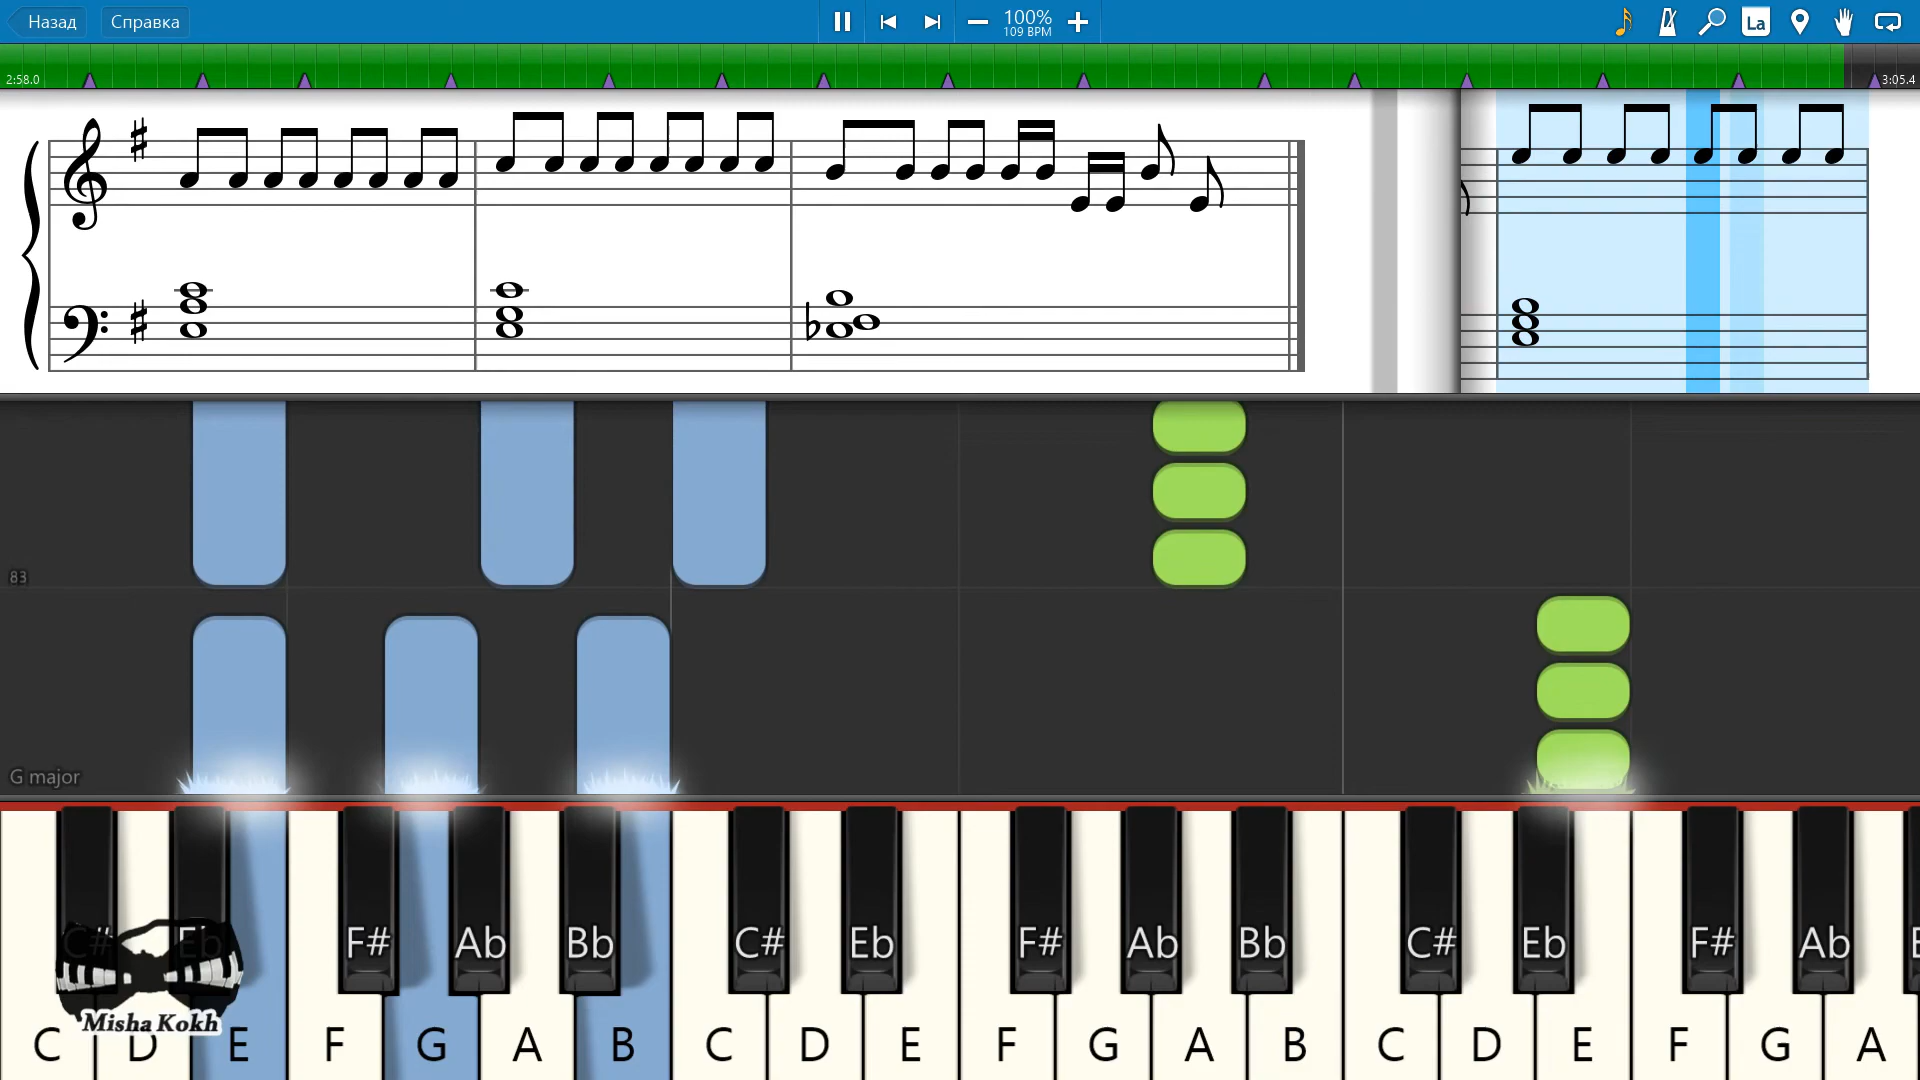 Назад Справка 100% La
109 BPM
2:58.0 3:05.4
83
G major
C# Eb F# Ab Bb C# Eb F# Ab Bb C# Eb F# Ab
Misha Kokh
C D E F G A B C D E F G A B C D E F G A